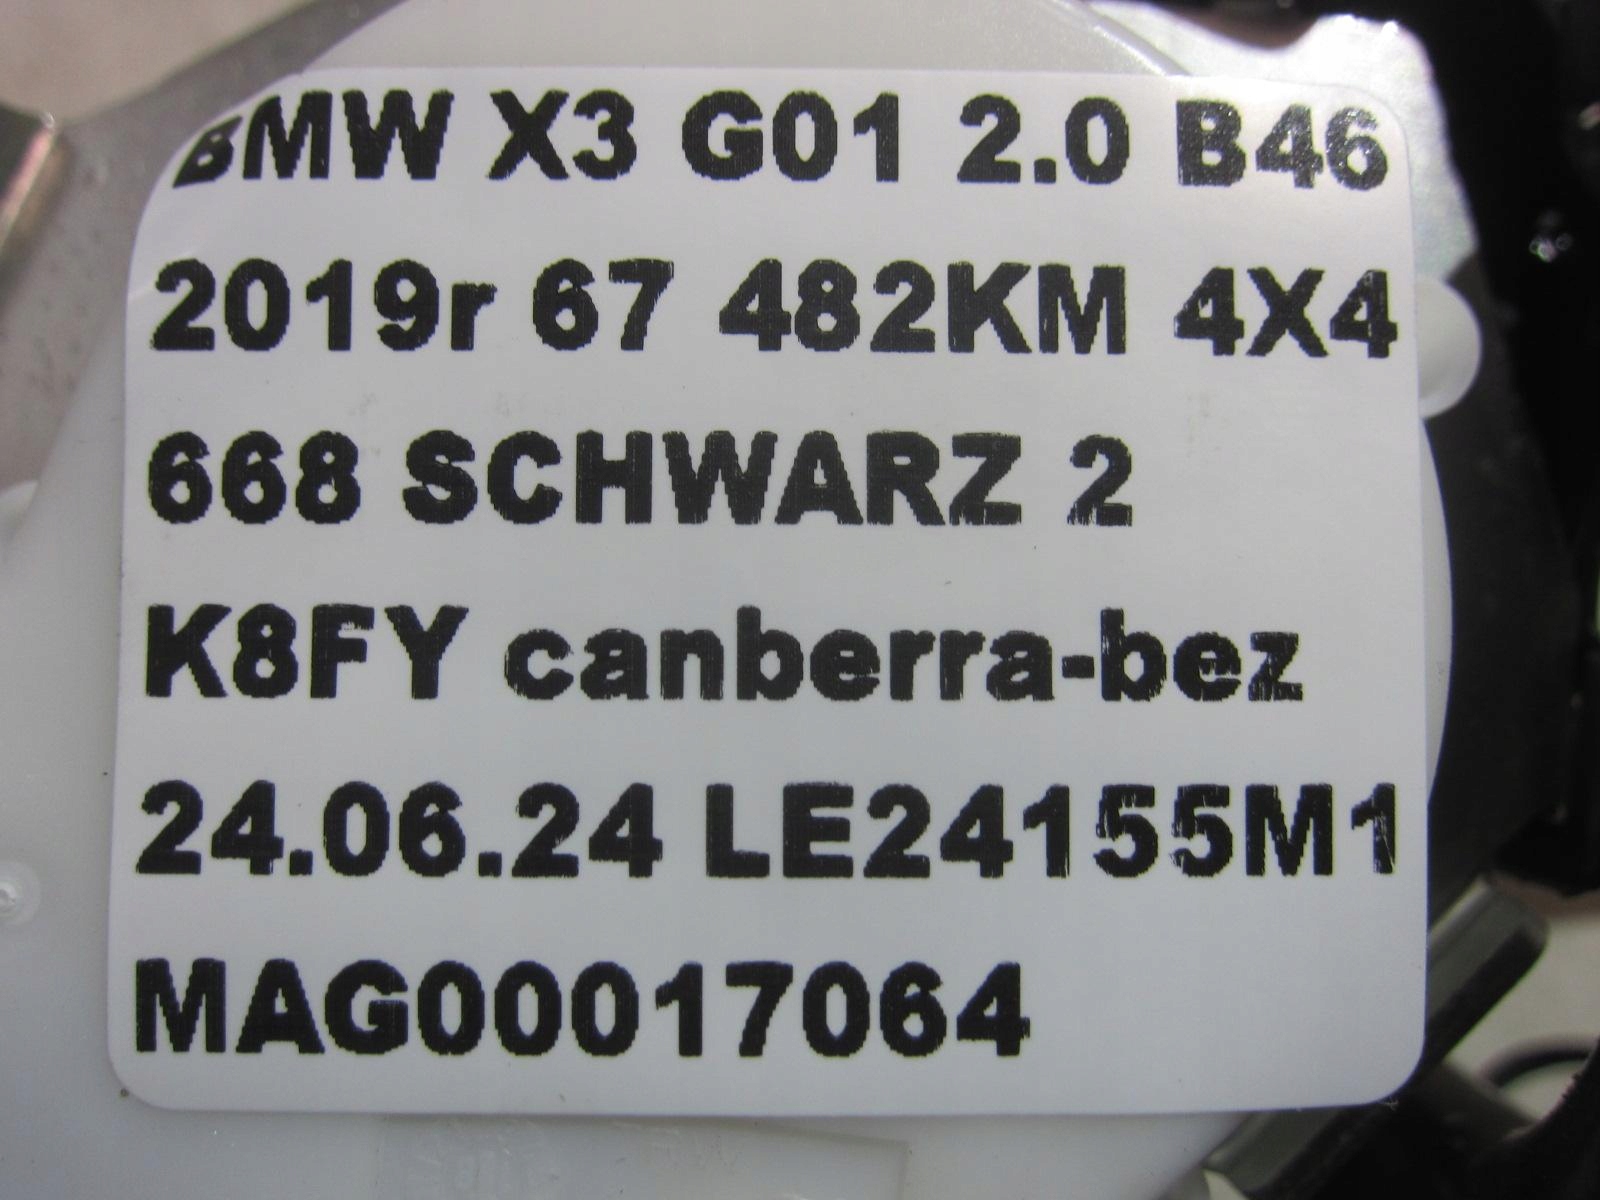 BMW X3 G01 2.0 B46
2019r 67 482KM 4X4
668 SCHWARZ 2
K8FY canberra-bez
24.06.24 LE24155M1
MAG00017064